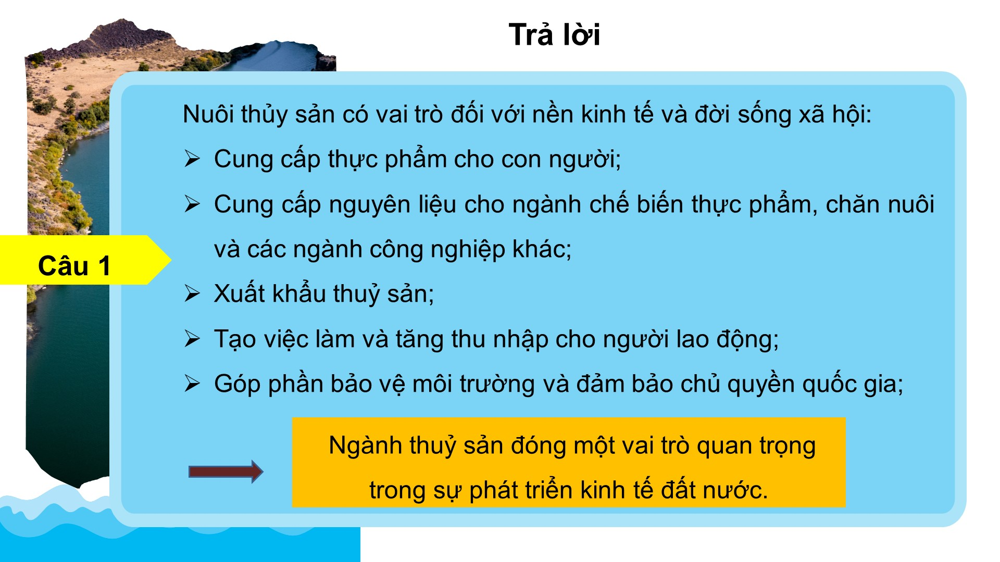 Trả lời
Nuôi thủy sản có vai trò đối với nền kinh tế và đời sống xã hội:
Cung cấp thực phẩm cho con người;
Cung cấp nguyên liệu cho ngành chế biến thực phẩm, chăn nuôi
và các ngành công nghiệp khác;
Câu 1
Xuất khẩu thuỷ sản;
Tạo việc làm và tăng thu nhập cho người lao động;
Góp phần bảo vệ môi trường và đảm bảo chủ quyền quốc gia;
Ngành thuỷ sản đóng một vai trò quan trọng
trong sự phát triển kinh tế đất nước.